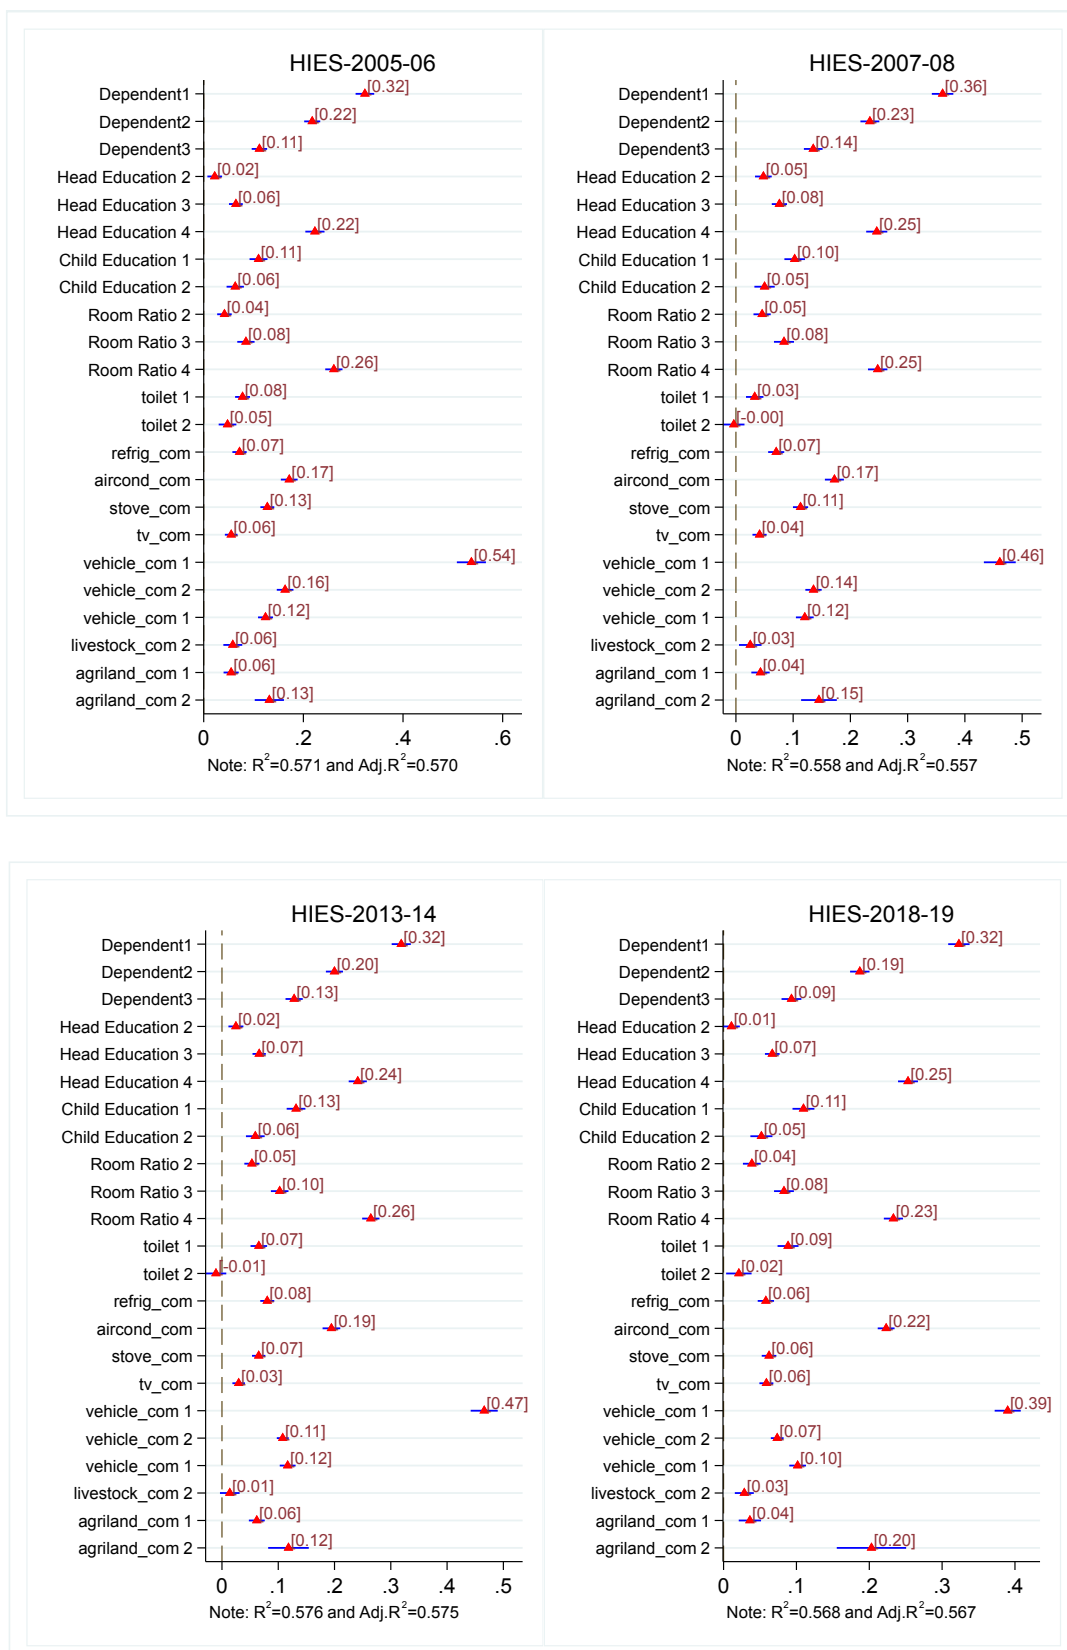 HIES-2005-06
Dependent1 [0.32]
Dependent2 [0.22]
Dependent3 [0.11]
Head Education 2 [0.02]
Head Education 3 [0.06]
Head Education 4 [0.22]
Child Education 1 [0.11]
Child Education 2 [0.06]
Room Ratio 2 [0.04]
Room Ratio 3 [0.08]
Room Ratio 4 [0.26]
toilet 1 [0.08]
toilet 2 [0.05]
refrig_com [0.07]
aircond_com [0.17]
stove_com [0.13]
tv_com [0.06]
vehicle_com 1 [0.54]
vehicle_com 2 [0.16]
vehicle_com 1 [0.12]
livestock_com 2 [0.06]
agriland_com 1 [0.06]
agriland_com 2 [0.13]
0 .2 .4 .6
Note: R²=0.571 and Adj.R²=0.570
HIES-2007-08
Dependent1 [0.36]
Dependent2 [0.23]
Dependent3 [0.14]
Head Education 2 [0.05]
Head Education 3 [0.08]
Head Education 4 [0.25]
Child Education 1 [0.10]
Child Education 2 [0.05]
Room Ratio 2 [0.05]
Room Ratio 3 [0.08]
Room Ratio 4 [0.25]
toilet 1 [0.03]
toilet 2 [-0.00]
refrig_com [0.07]
aircond_com [0.17]
stove_com [0.11]
tv_com [0.04]
vehicle_com 1 [0.46]
vehicle_com 2 [0.14]
vehicle_com 1 [0.12]
livestock_com 2 [0.03]
agriland_com 1 [0.04]
agriland_com 2 [0.15]
0 .1 .2 .3 .4 .5
Note: R²=0.558 and Adj.R²=0.557
HIES-2013-14
Dependent1 [0.32]
Dependent2 [0.20]
Dependent3 [0.13]
Head Education 2 [0.02]
Head Education 3 [0.07]
Head Education 4 [0.24]
Child Education 1 [0.13]
Child Education 2 [0.06]
Room Ratio 2 [0.05]
Room Ratio 3 [0.10]
Room Ratio 4 [0.26]
toilet 1 [0.07]
toilet 2 [-0.01]
refrig_com [0.08]
aircond_com [0.19]
stove_com [0.07]
tv_com [0.03]
vehicle_com 1 [0.47]
vehicle_com 2 [0.11]
vehicle_com 1 [0.12]
livestock_com 2 [0.01]
agriland_com 1 [0.06]
agriland_com 2 [0.12]
0 .1 .2 .3 .4 .5
Note: R²=0.576 and Adj.R²=0.575
HIES-2018-19
Dependent1 [0.32]
Dependent2 [0.19]
Dependent3 [0.09]
Head Education 2 [0.01]
Head Education 3 [0.07]
Head Education 4 [0.25]
Child Education 1 [0.11]
Child Education 2 [0.05]
Room Ratio 2 [0.04]
Room Ratio 3 [0.08]
Room Ratio 4 [0.23]
toilet 1 [0.09]
toilet 2 [0.02]
refrig_com [0.06]
aircond_com [0.22]
stove_com [0.06]
tv_com [0.06]
vehicle_com 1 [0.39]
vehicle_com 2 [0.07]
vehicle_com 1 [0.10]
livestock_com 2 [0.03]
agriland_com 1 [0.04]
agriland_com 2 [0.20]
0 .1 .2 .3 .4
Note: R²=0.568 and Adj.R²=0.567